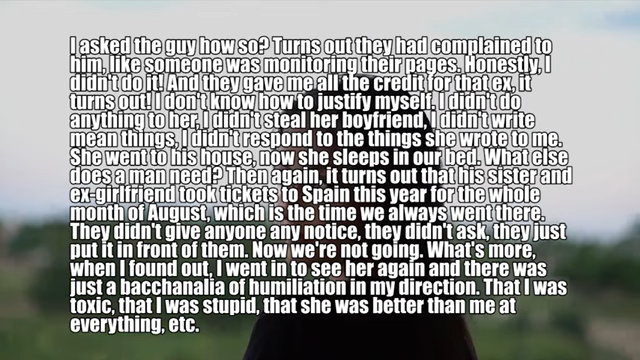 I asked the guy how so? Turns out they had complained to
him, like someone was monitoring their pages. Honestly, I
didn't do it! And they gave me all the credit for that ex, it
turns out! I don't know how to justify myself. I didn't do
anything to her, I didn't steal her boyfriend, I didn't write
mean things, I didn't respond to the things she wrote to me.
She went to his house, now she sleeps in our bed. What else
does a man need? Then again, it turns out that his sister and
ex-girlfriend took tickets to Spain this year for the whole
month of August, which is the time we always went there.
They didn't give anyone any notice, they didn't ask, they just
put it in front of them. Now we're not going. What's more,
when I found out, I went in to see her again and there was
just a bacchanalia of humiliation in my direction. That I was
toxic, that I was stupid, that she was better than me at
everything, etc.